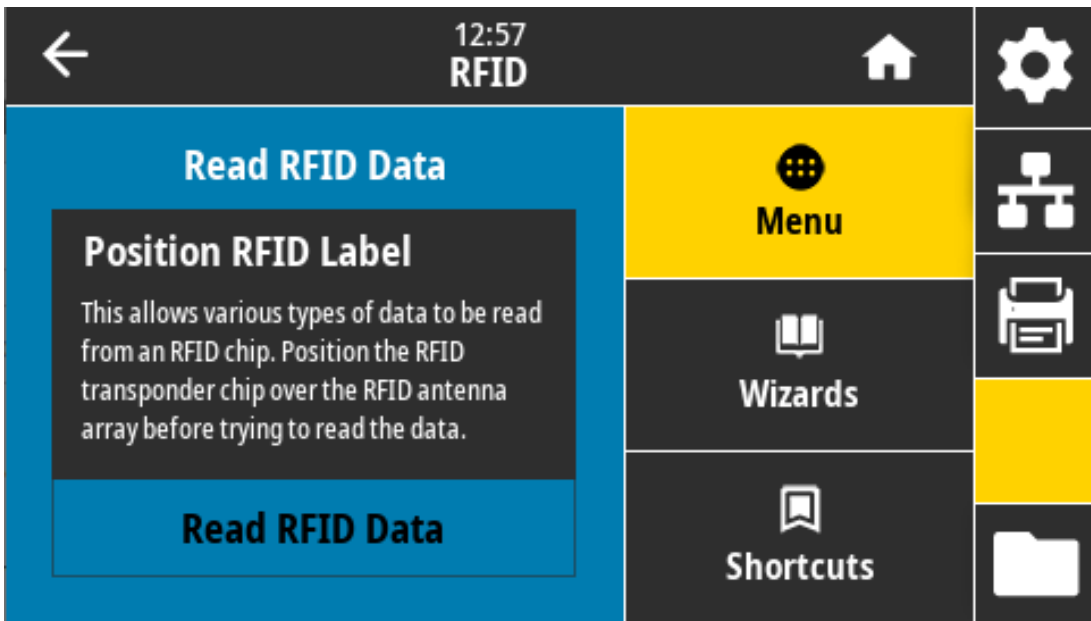 12:57
RFID
Read RFID Data
Position RFID Label
This allows various types of data to be read
from an RFID chip. Position the RFID
transponder chip over the RFID antenna
array before trying to read the data.
Read RFID Data
Menu
Wizards
Shortcuts